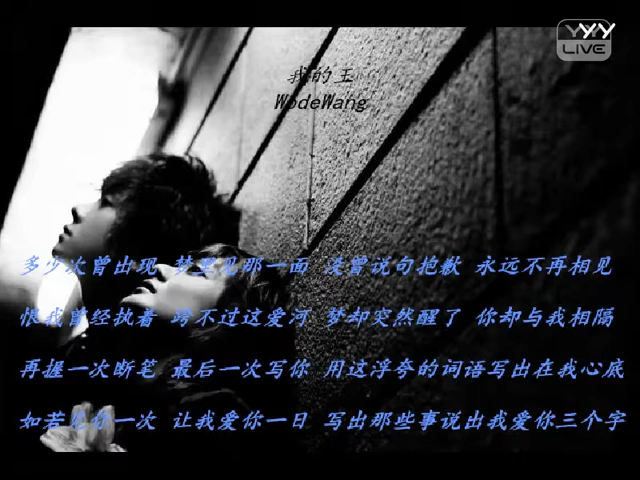 YYY
LIVE
我的王
WodeWang
多少次曾出现 梦里见那一面 没曾说句抱歉 永远不再相见
恨我曾经执着 跨不过这爱河 梦却突然醒了 你却与我相隔
再握一次断笔 最后一次写你 用这浮夸的词语写出在我心底
如若见你一次 让我爱你一日 写出那些事说出我爱你三个字